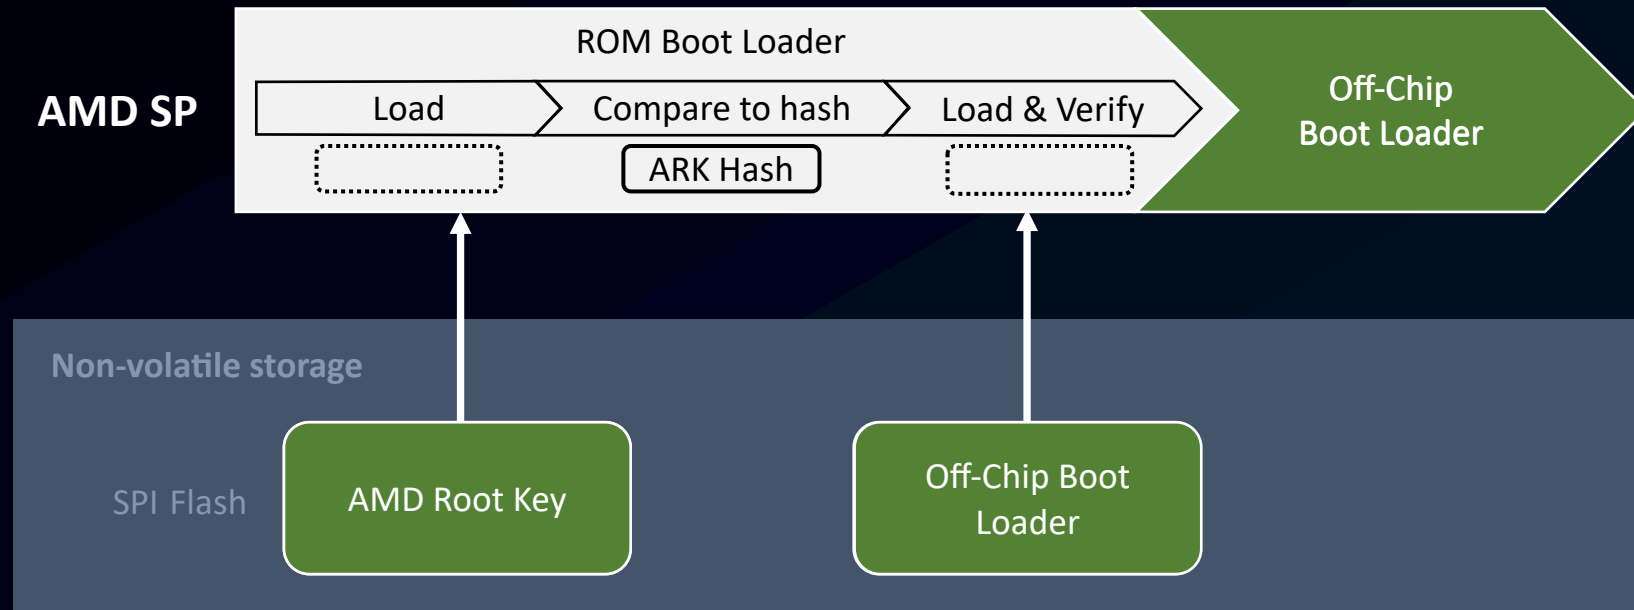 ROM Boot Loader
AMD SP
Load
Compare to hash
Load & Verify
ARK Hash
Off-Chip
Boot Loader
Non-volatile storage
SPI Flash
AMD Root Key
Off-Chip Boot
Loader